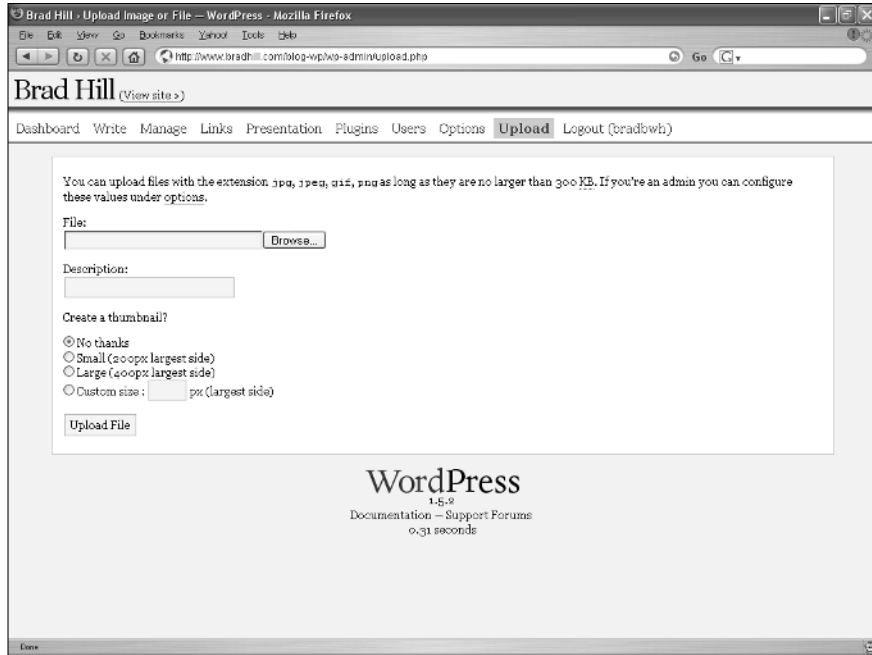 Brad Hill › Upload Image or File — WordPress - Mozilla Firefox
File Edit View Go Bookmarks Yahoo! Tools Help
http://www.bradhill.com/blog-wp/wp-admin/upload.php Go G
Brad Hill (View site »)
Dashboard Write Manage Links Presentation Plugins Users Options Upload Logout (bradbwh)
You can upload files with the extension jpg, jpeg, gif, png as long as they are no larger than 300 KB. If you're an admin you can configure
these values under options.
File:
Browse...
Description:
Create a thumbnail?
No thanks
Small (200px largest side)
Large (400px largest side)
Custom size : px (largest side)
Upload File
WordPress
1.5.2
Documentation — Support Forums
0.31 seconds
Done